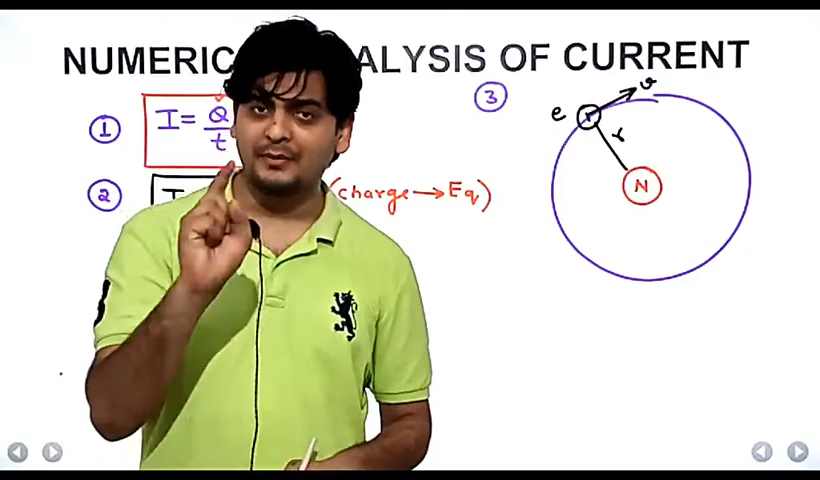 NUMERIC ALYSIS OF CURRENT
1 I = Q/t
2 I (charge → Eq)
3
e v
r
N